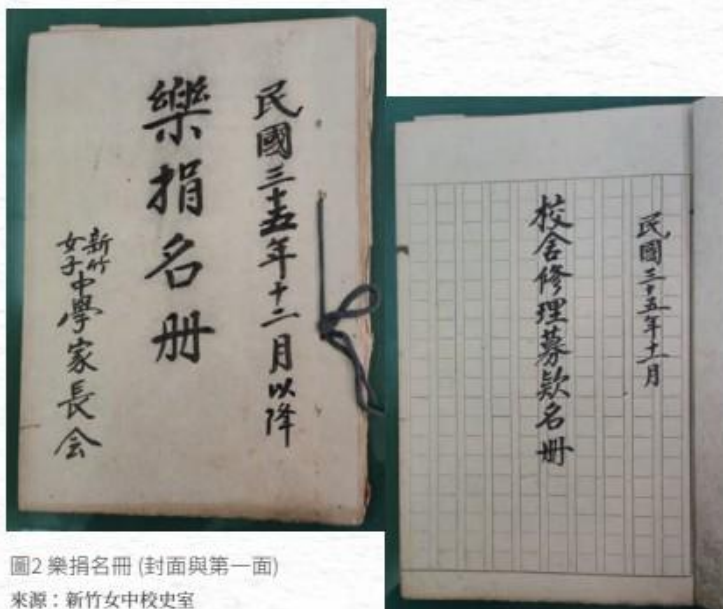 民國三十五年十二月以降
樂捐名册
新竹
女子中學家長会
民國三十五年十一月
校舍修理募款名册
圖2 樂捐名冊 (封面與第一面)
來源：新竹女中校史室